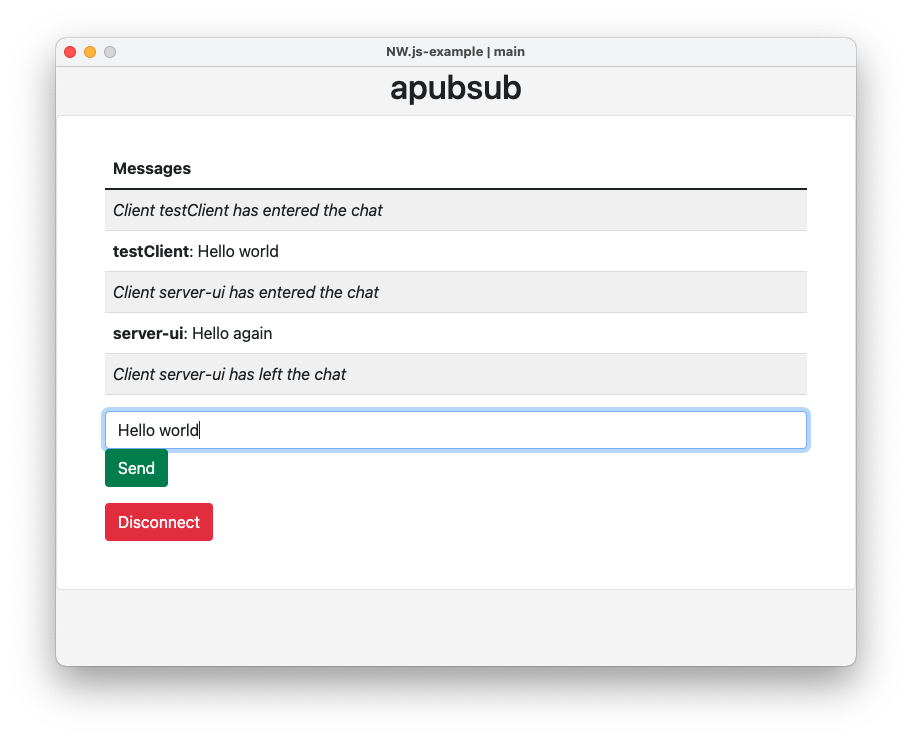 NW.js-example | main
apubsub
Messages
Client testClient has entered the chat
testClient: Hello world
Client server-ui has entered the chat
server-ui: Hello again
Client server-ui has left the chat
Hello world
Send
Disconnect